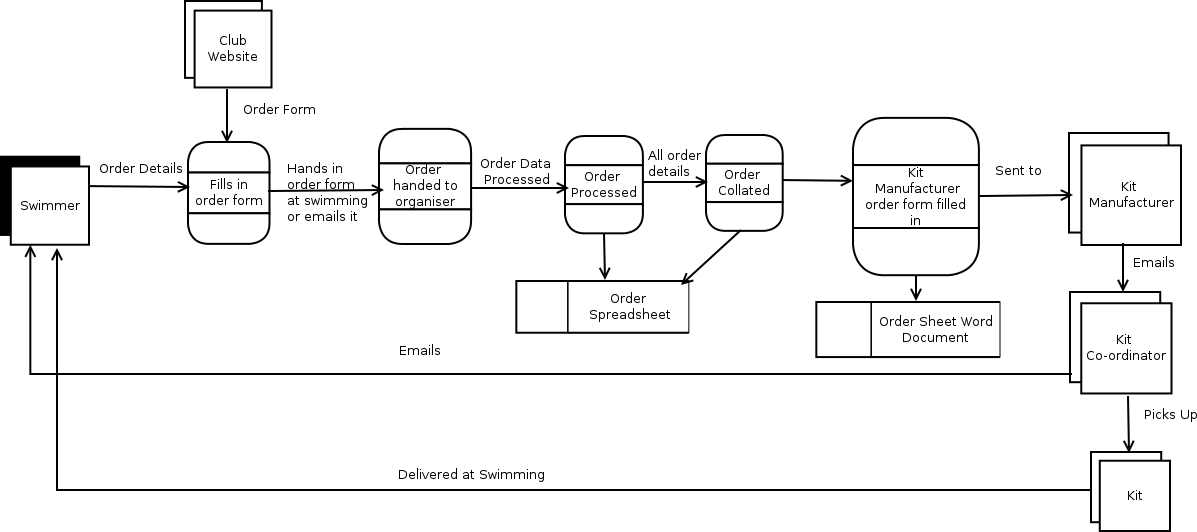 Club
Website
Order Form
Swimmer
Order Details
Fills in
order form
Hands in
order form
at swimming
or emails it
Order
handed to
organiser
Order Data
Processed
Order
Processed
All order
details
Order
Collated
Kit
Manufacturer
order form filled
in
Sent to
Kit
Manufacturer
Emails
Order
Spreadsheet
Order Sheet Word
Document
Kit
Co-ordinator
Emails
Picks Up
Delivered at Swimming
Kit